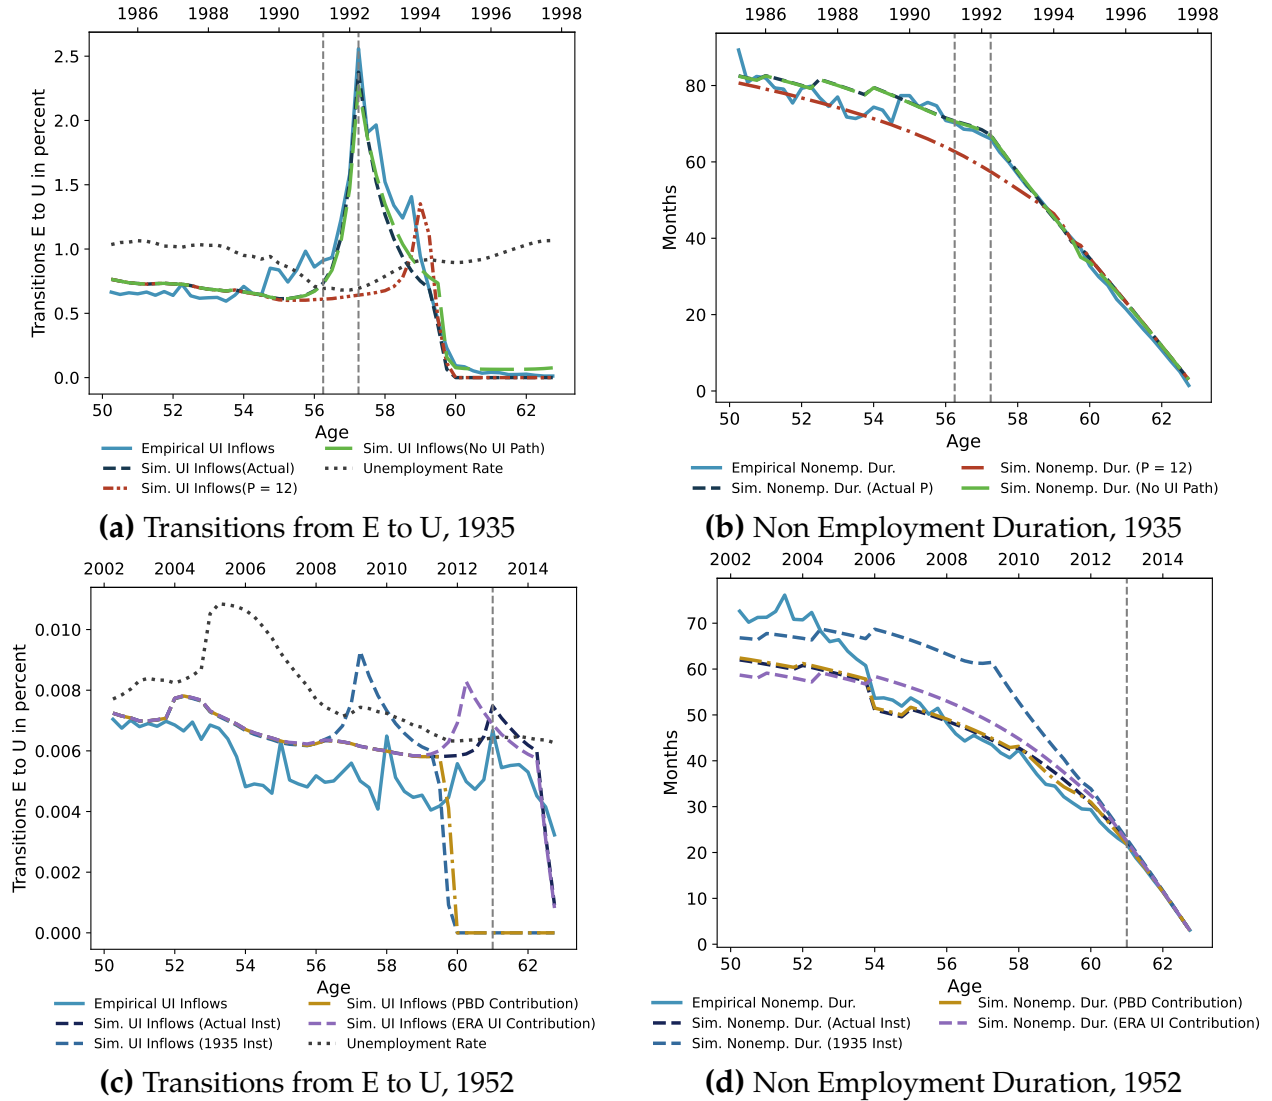 1986 1988 1990 1992 1994 1996 1998
Transitions E to U in percent
2.5
2.0
1.5
1.0
0.5
0.0
50 52 54 56 58 60 62
Age
Empirical UI Inflows
Sim. UI Inflows(Actual)
Sim. UI Inflows(P = 12)
Sim. UI Inflows(No UI Path)
Unemployment Rate
(a) Transitions from E to U, 1935
1986 1988 1990 1992 1994 1996 1998
Months
80
60
40
20
0
50 52 54 56 58 60 62
Age
Empirical Nonemp. Dur.
Sim. Nonemp. Dur. (Actual P)
Sim. Nonemp. Dur. (P = 12)
Sim. Nonemp. Dur. (No UI Path)
(b) Non Employment Duration, 1935
2002 2004 2006 2008 2010 2012 2014
Transitions E to U in percent
0.010
0.008
0.006
0.004
0.002
0.000
50 52 54 56 58 60 62
Age
Empirical UI Inflows
Sim. UI Inflows (Actual Inst)
Sim. UI Inflows (1935 Inst)
Sim. UI Inflows (PBD Contribution)
Sim. UI Inflows (ERA UI Contribution)
Unemployment Rate
(c) Transitions from E to U, 1952
2002 2004 2006 2008 2010 2012 2014
Months
70
60
50
40
30
20
10
0
50 52 54 56 58 60 62
Age
Empirical Nonemp. Dur.
Sim. Nonemp. Dur. (Actual Inst)
Sim. Nonemp. Dur. (1935 Inst)
Sim. Nonemp. Dur. (PBD Contribution)
Sim. Nonemp. Dur. (ERA UI Contribution)
(d) Non Employment Duration, 1952